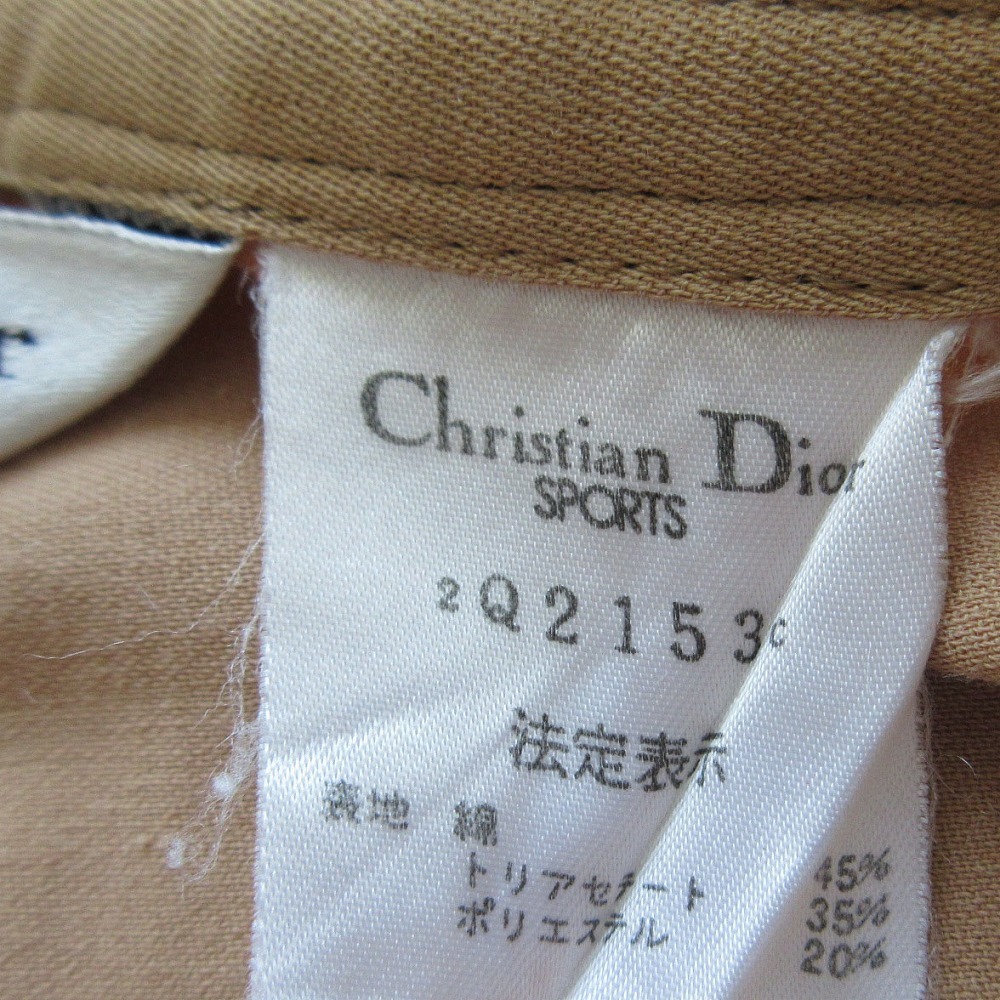 r
Christian Dior
SPORTS
2Q2153c
法定表示
表地 綿 45%
トリアセテート 35%
ポリエステル 20%